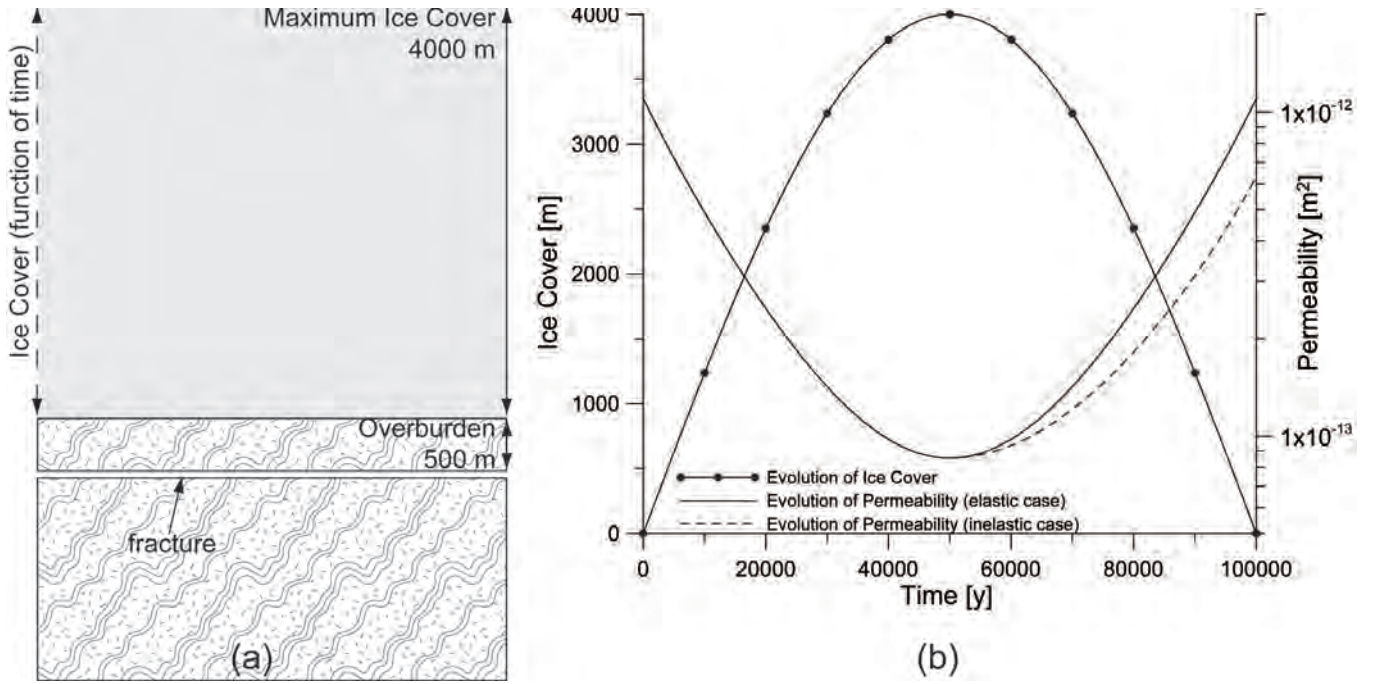 Maximum Ice Cover
4000 m
Ice Cover (function of time)
Overburden
500 m
fracture
(a)
4000
3000
2000
1000
0
Ice Cover [m]
1x10-12
1x10-13
Permeability [m²]
Evolution of Ice Cover
Evolution of Permeability (elastic case)
Evolution of Permeability (inelastic case)
0 20000 40000 60000 80000 100000
Time [y]
(b)